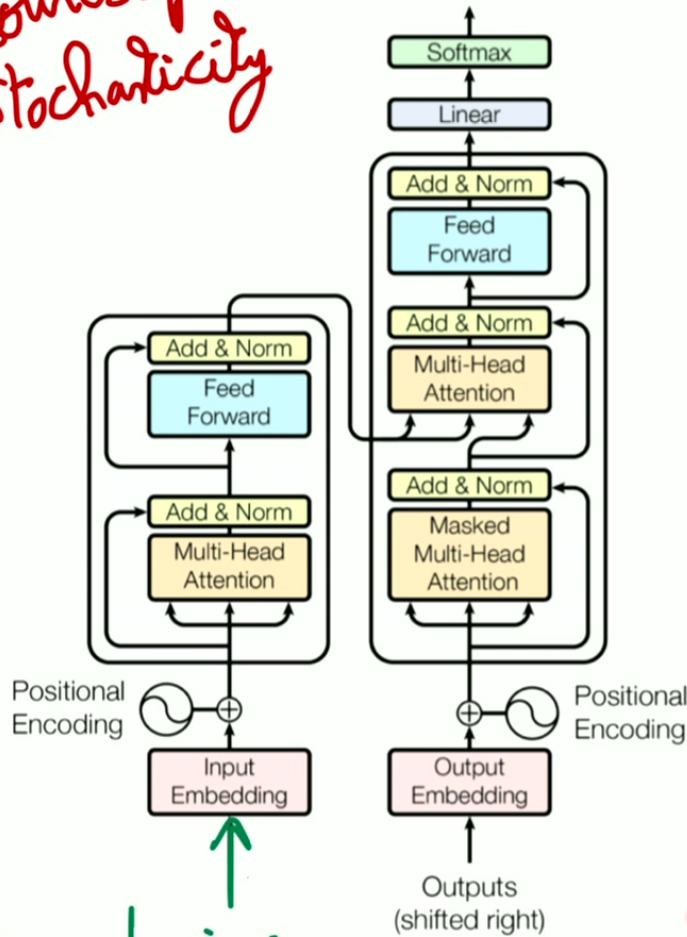 Stochasticity
Softmax
Linear
Add & Norm
Feed
Forward
Add & Norm
Multi-Head
Attention
Add & Norm
Masked
Multi-Head
Attention
Add & Norm
Feed
Forward
Add & Norm
Multi-Head
Attention
Positional
Encoding
Positional
Encoding
Input
Embedding
Output
Embedding
Outputs
(shifted right)